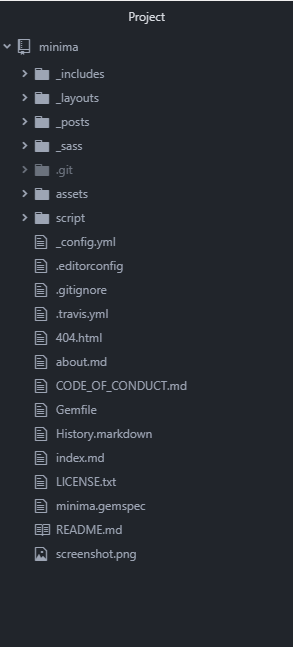 Project
minima
_includes
_layouts
_posts
_sass
.git
assets
script
_config.yml
.editorconfig
.gitignore
.travis.yml
404.html
about.md
CODE_OF_CONDUCT.md
Gemfile
History.markdown
index.md
LICENSE.txt
minima.gemspec
README.md
screenshot.png